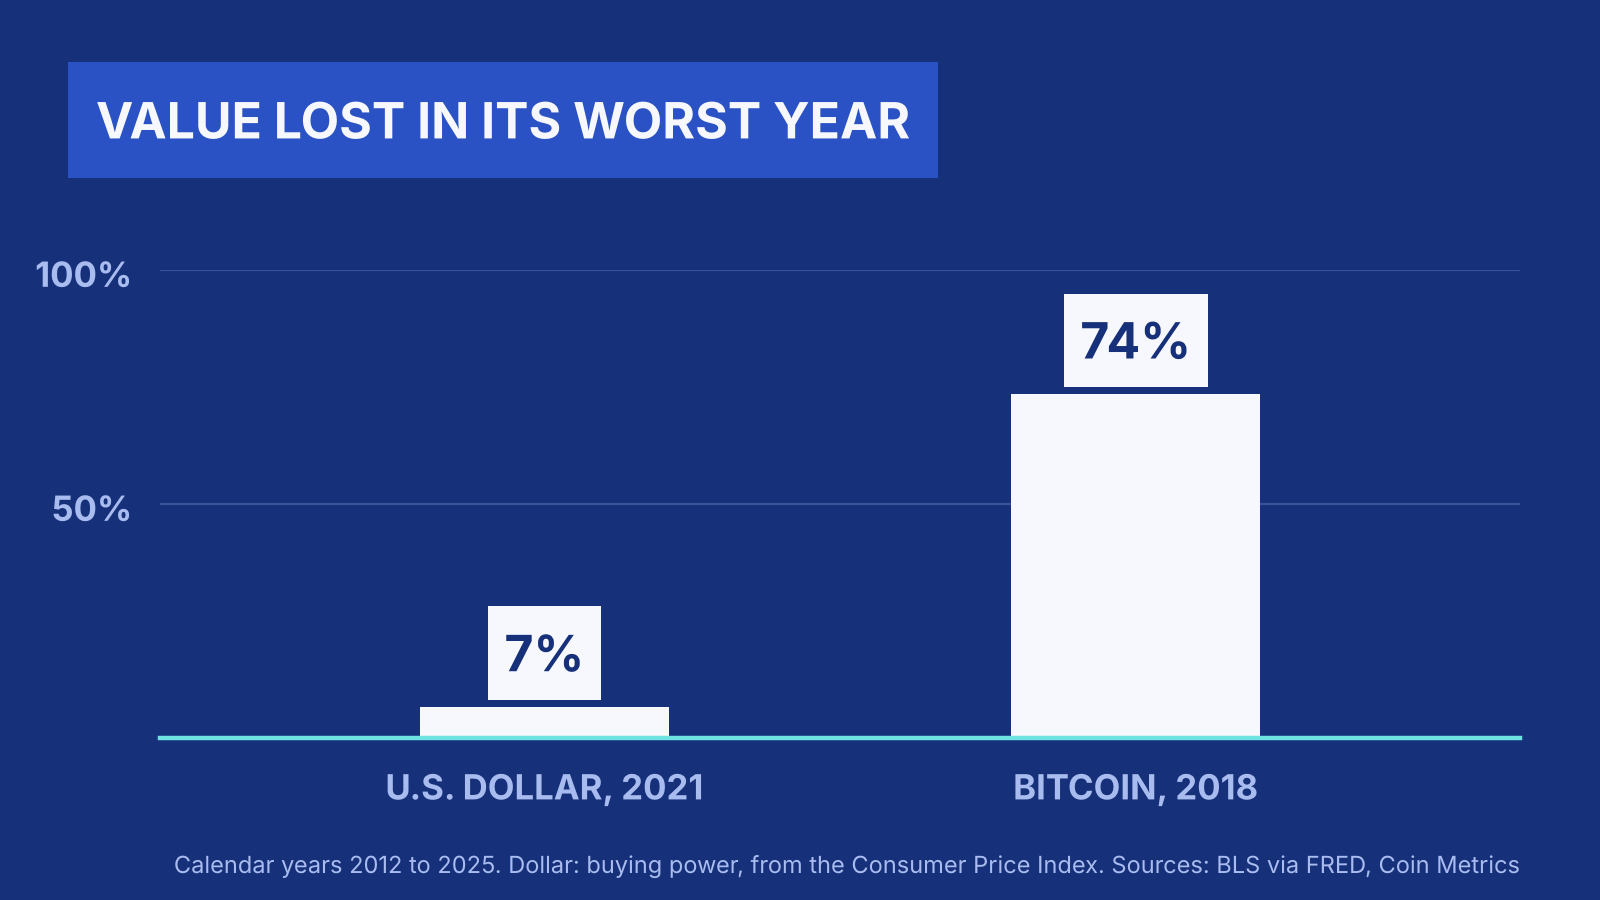 VALUE LOST IN ITS WORST YEAR
100%
74%
50%
7%
U.S. DOLLAR, 2021
BITCOIN, 2018
Calendar years 2012 to 2025. Dollar: buying power, from the Consumer Price Index. Sources: BLS via FRED, Coin Metrics